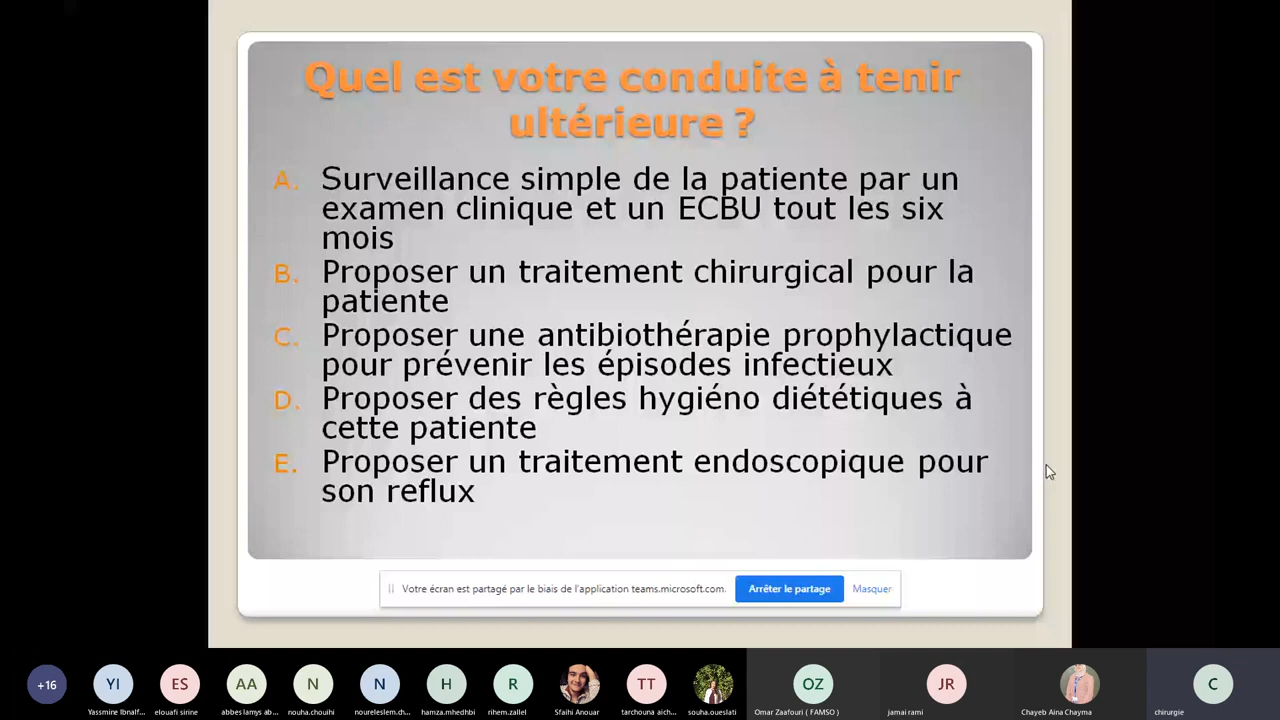 Quel est votre conduite à tenir
ultérieure ?
A. Surveillance simple de la patiente par un
examen clinique et un ECBU tout les six
mois
B. Proposer un traitement chirurgical pour la
patiente
C. Proposer une antibiothérapie prophylactique
pour prévenir les épisodes infectieux
D. Proposer des règles hygiéno diététiques à
cette patiente
E. Proposer un traitement endoscopique pour
son reflux
Votre écran est partagé par le biais de l'application teams.microsoft.com. Arrêter le partage Masquer
+16 YI ES AA N N H R TT OZ JR C
Yassmine Ibnalf... elouafi sirine abbes lamys ab... nouha.chouihi noureleslem.ch... hamza.mhedhbi rihem.zallel Sfaihi Anouar tarchouna aich... souha.oueslati Omar Zaafouri ( FAMSO ) jamai rami Chayeb Aina Chayma chirurgie